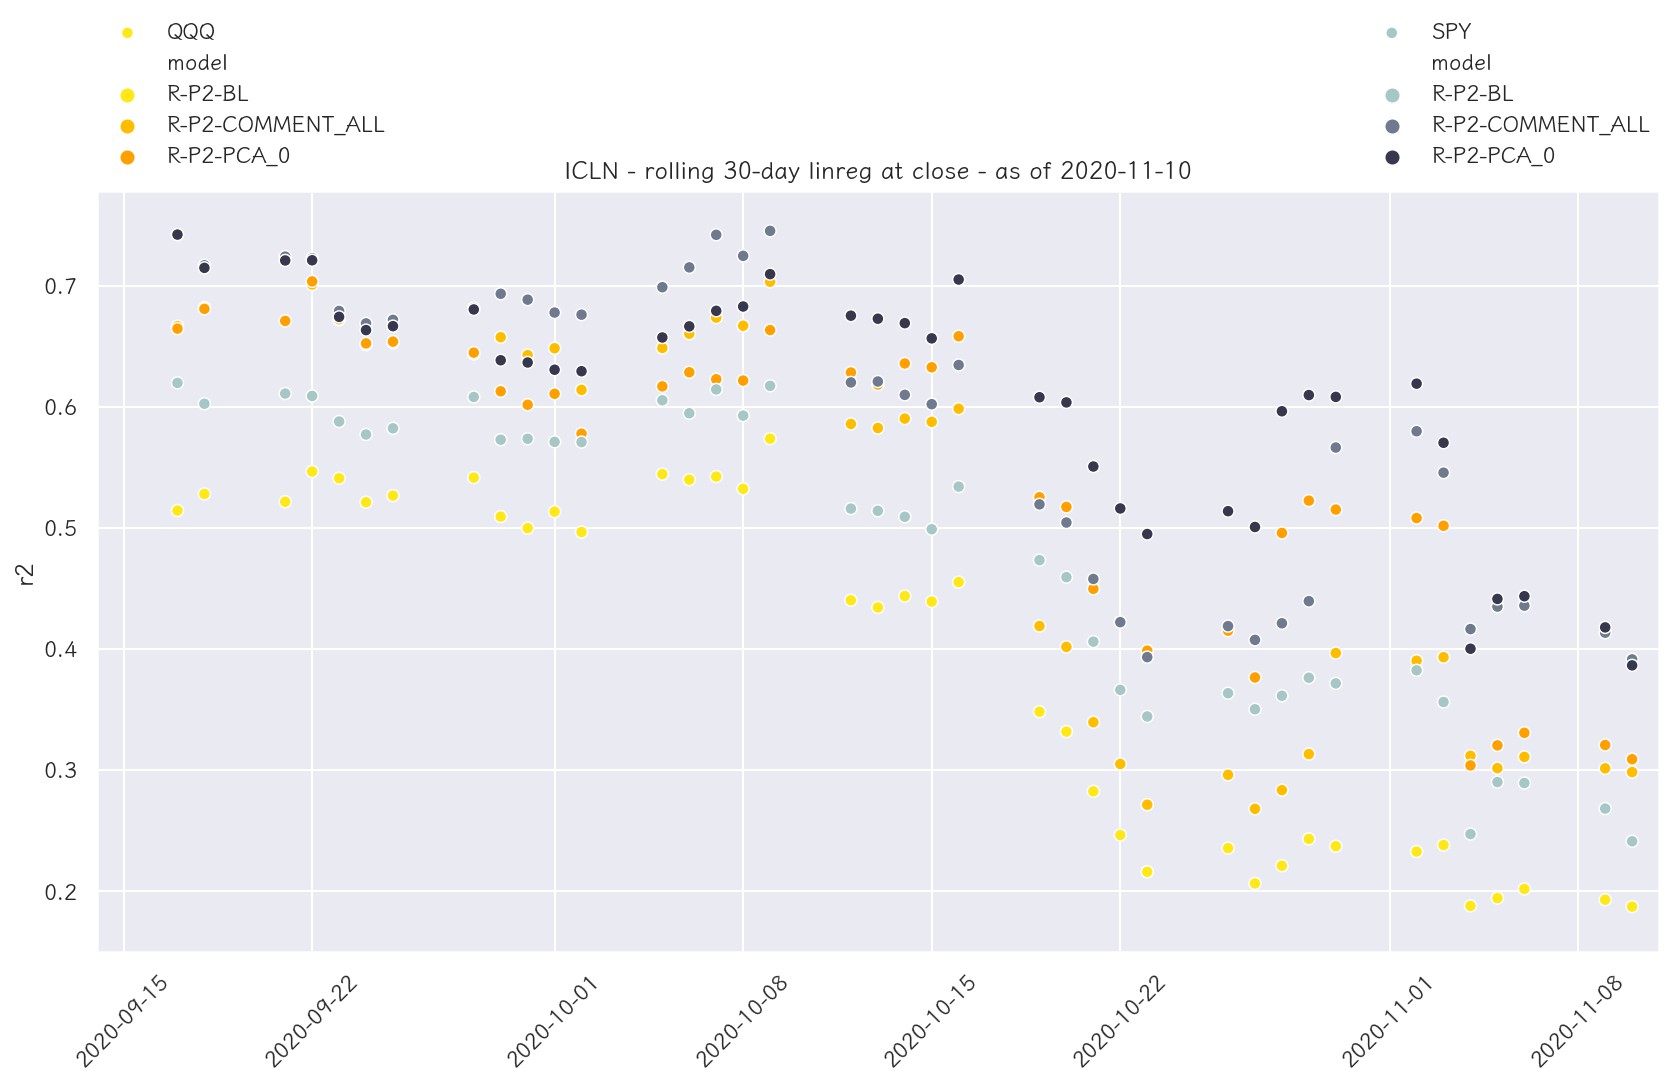 QQQ
model
R-P2-BL
R-P2-COMMENT_ALL
R-P2-PCA_0
SPY
model
R-P2-BL
R-P2-COMMENT_ALL
R-P2-PCA_0
ICLN - rolling 30-day linreg at close - as of 2020-11-10
r2
0.7
0.6
0.5
0.4
0.3
0.2
2020-09-15
2020-09-22
2020-10-01
2020-10-08
2020-10-15
2020-10-22
2020-11-01
2020-11-08